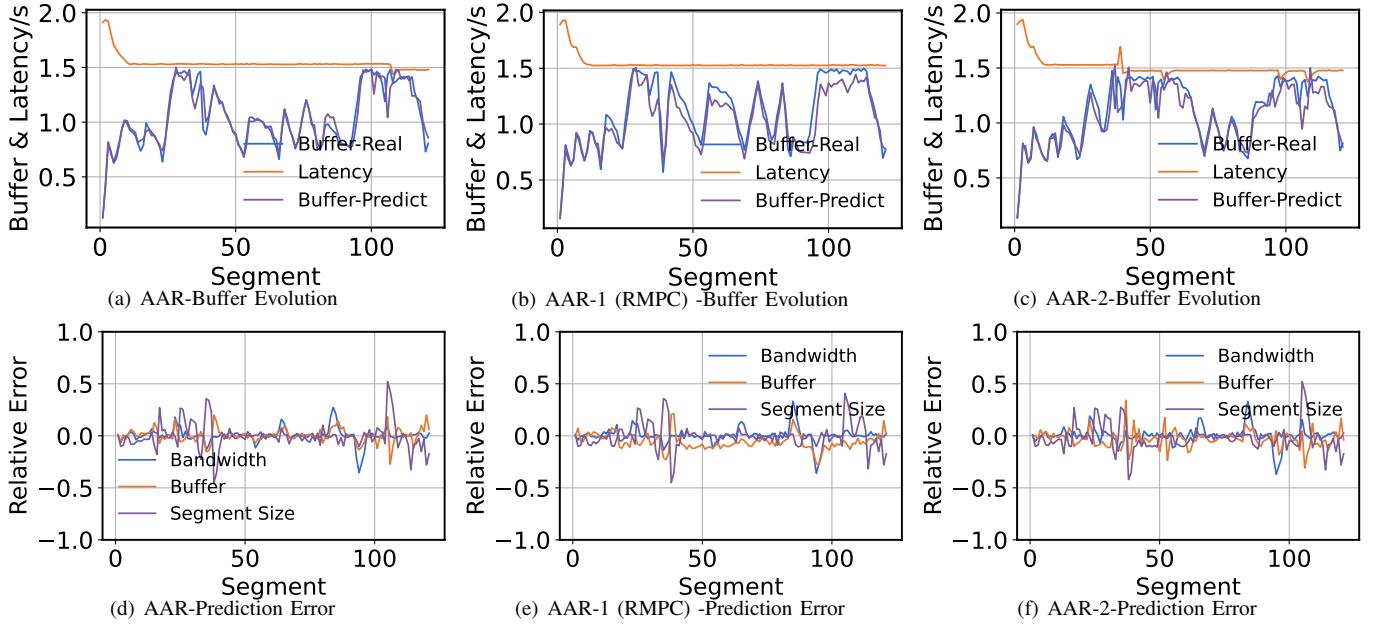 Buffer & Latency/s
2.0
1.5
1.0
0.5
Buffer-Real
Latency
Buffer-Predict
0
50
100
Segment
(a) AAR-Buffer Evolution
Buffer & Latency/s
2.0
1.5
1.0
0.5
Buffer-Real
Latency
Buffer-Predict
0
50
100
Segment
(b) AAR-1 (RMPC) -Buffer Evolution
Buffer & Latency/s
2.0
1.5
1.0
0.5
Buffer-Real
Latency
Buffer-Predict
0
50
100
Segment
(c) AAR-2-Buffer Evolution
Relative Error
1.0
0.5
0.0
−0.5
−1.0
Bandwidth
Buffer
Segment Size
0
50
100
Segment
(d) AAR-Prediction Error
Relative Error
1.0
0.5
0.0
−0.5
−1.0
Bandwidth
Buffer
Segment Size
0
50
100
Segment
(e) AAR-1 (RMPC) -Prediction Error
Relative Error
1.0
0.5
0.0
−0.5
−1.0
Bandwidth
Buffer
Segment Size
0
50
100
Segment
(f) AAR-2-Prediction Error